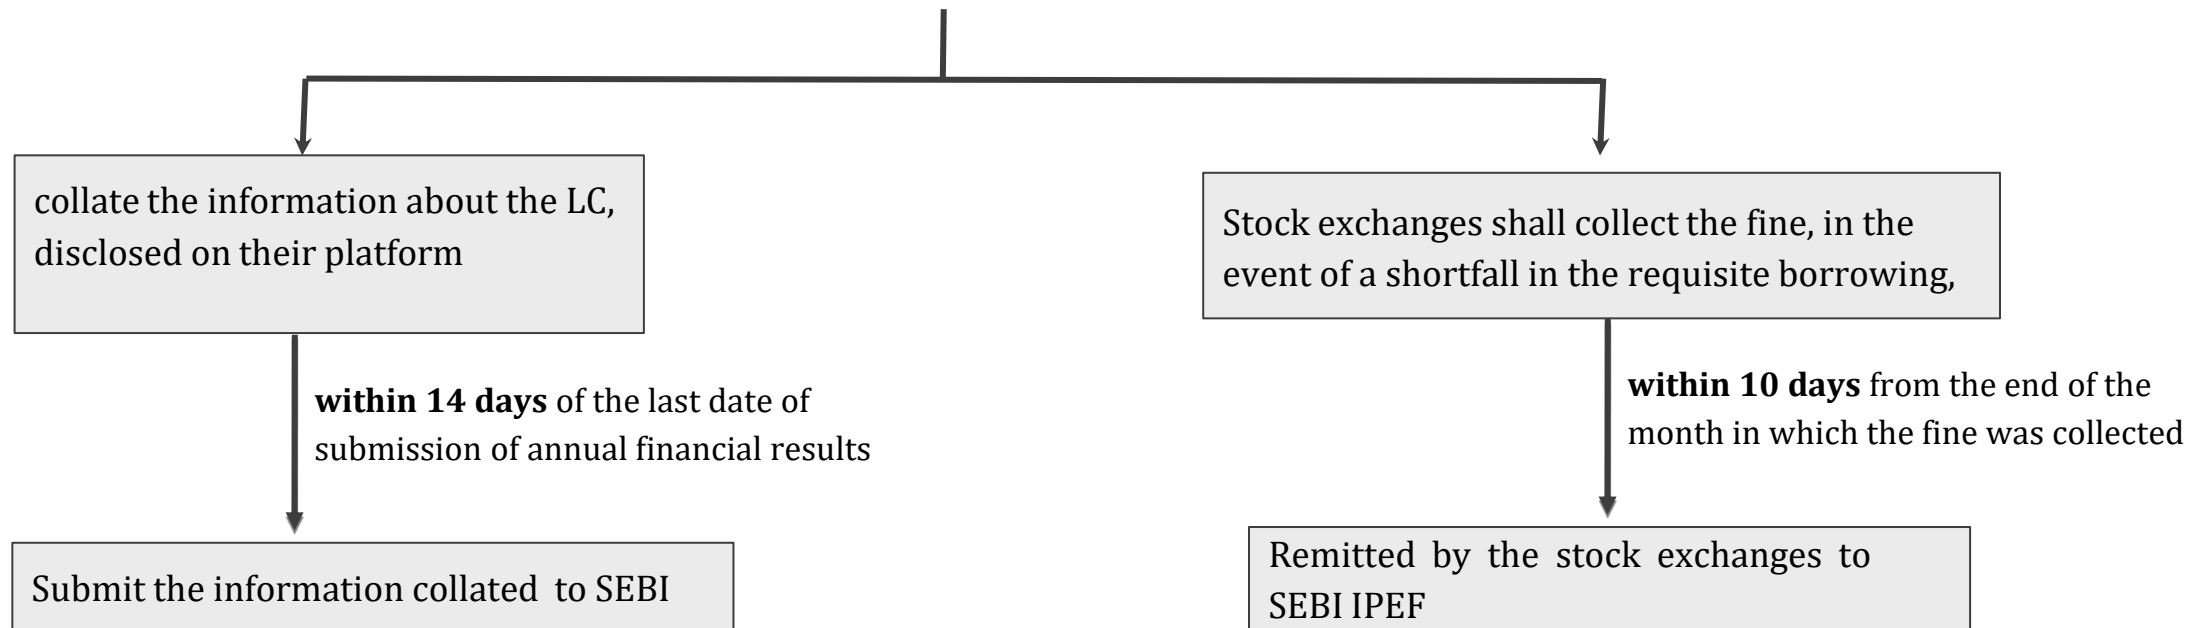 collate the information about the LC,
disclosed on their platform
within 14 days of the last date of
submission of annual financial results
Submit the information collated to SEBI
Stock exchanges shall collect the fine, in the
event of a shortfall in the requisite borrowing,
within 10 days from the end of the
month in which the fine was collected
Remitted by the stock exchanges to
SEBI IPEF